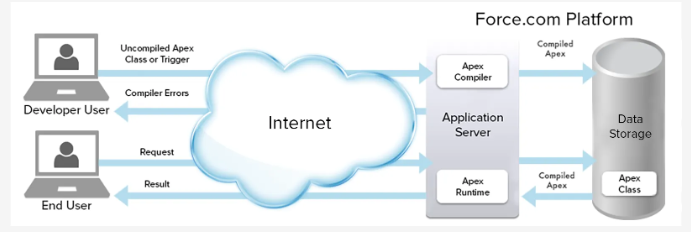 Force.com Platform
Uncompiled Apex
Class or Trigger
Compiled
Apex
Apex
Compiler
Compiler Errors
Developer User
Internet
Application
Server
Data
Storage
Request
Result
Apex
Runtime
Compiled
Apex
Apex
Class
End User